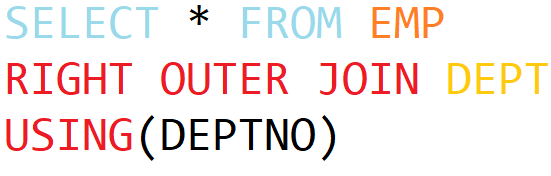 SELECT * FROM EMP
RIGHT OUTER JOIN DEPT
USING(DEPTNO)